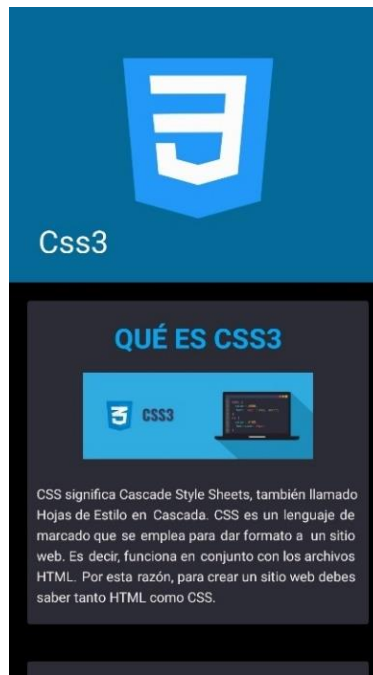 Css3
QUÉ ES CSS3
CSS3
CSS significa Cascade Style Sheets, también llamado
Hojas de Estilo en Cascada. CSS es un lenguaje de
marcado que se emplea para dar formato a un sitio
web. Es decir, funciona en conjunto con los archivos
HTML. Por esta razón, para crear un sitio web debes
saber tanto HTML como CSS.